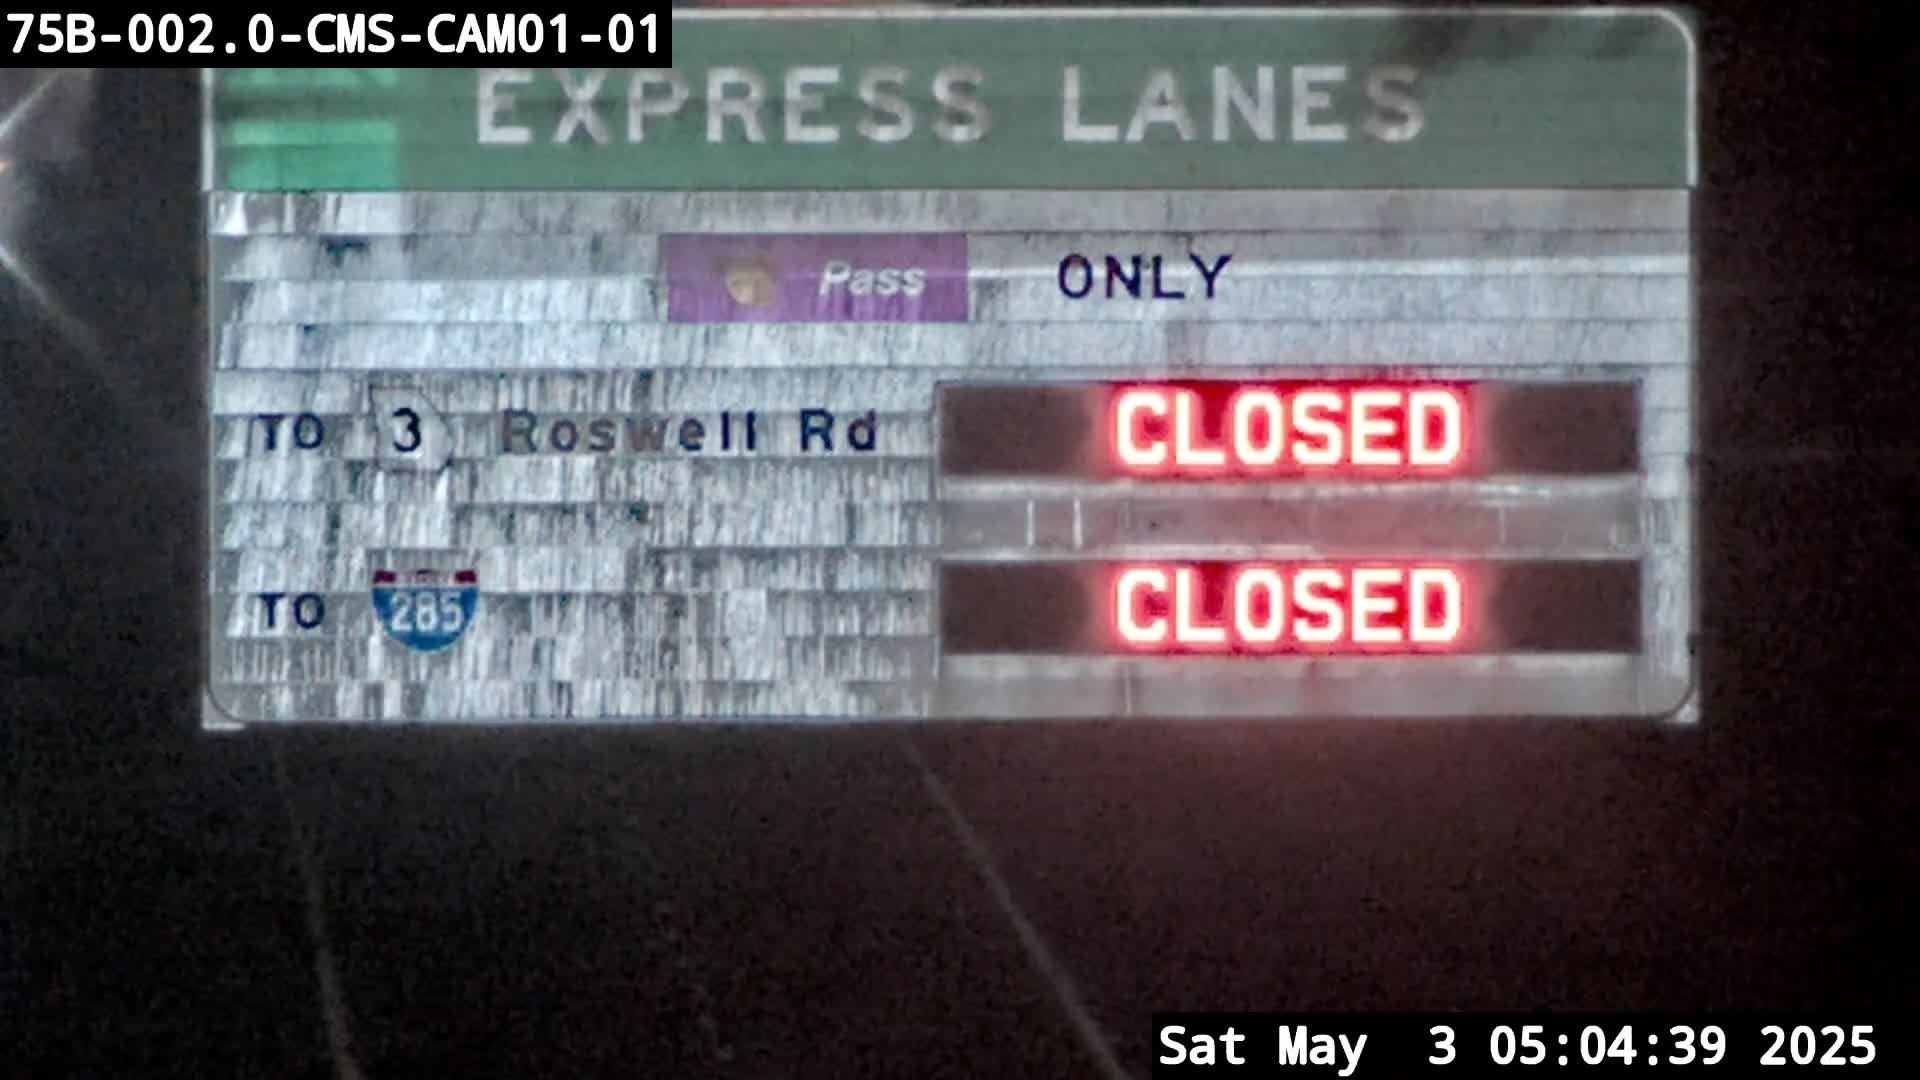 75B-002.0-CMS-CAM01-01
EXPRESS LANES
Pass ONLY
TO 3 Roswell Rd CLOSED
TO 285 CLOSED
Sat May 3 05:04:39 2025